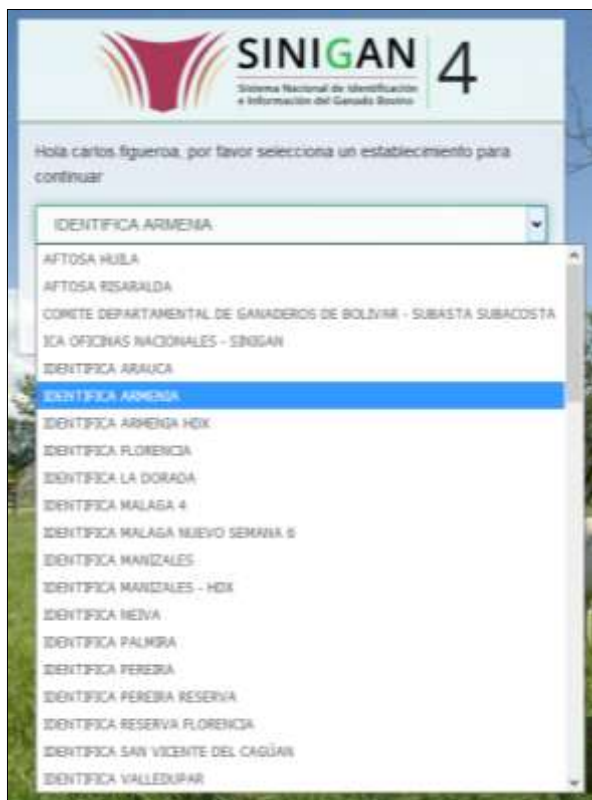 SINIGAN 4
Sistema Nacional de Identificación
e Información del Ganado Bovino
Hola carlos figueroa, por favor selecciona un establecimiento para
continuar
IDENTIFICA ARMENIA
AFTOSA HUILA
AFTOSA RISARALDA
COMITE DEPARTAMENTAL DE GANADEROS DE BOLIVAR - SUBASTA SUBACOSTA
ICA OFICINAS NACIONALES - SINIGAN
IDENTIFICA ARAUCA
IDENTIFICA ARMENIA
IDENTIFICA ARMENIA HDX
IDENTIFICA FLORENCIA
IDENTIFICA LA DORADA
IDENTIFICA MALAGA 4
IDENTIFICA MALAGA NUEVO SEMANA 6
IDENTIFICA MANIZALES
IDENTIFICA MANIZALES - HDX
IDENTIFICA NEIVA
IDENTIFICA PALMIRA
IDENTIFICA PEREIRA
IDENTIFICA PEREIRA RESERVA
IDENTIFICA RESERVA FLORENCIA
IDENTIFICA SAN VICENTE DEL CAGÜAN
IDENTIFICA VALLEDUPAR